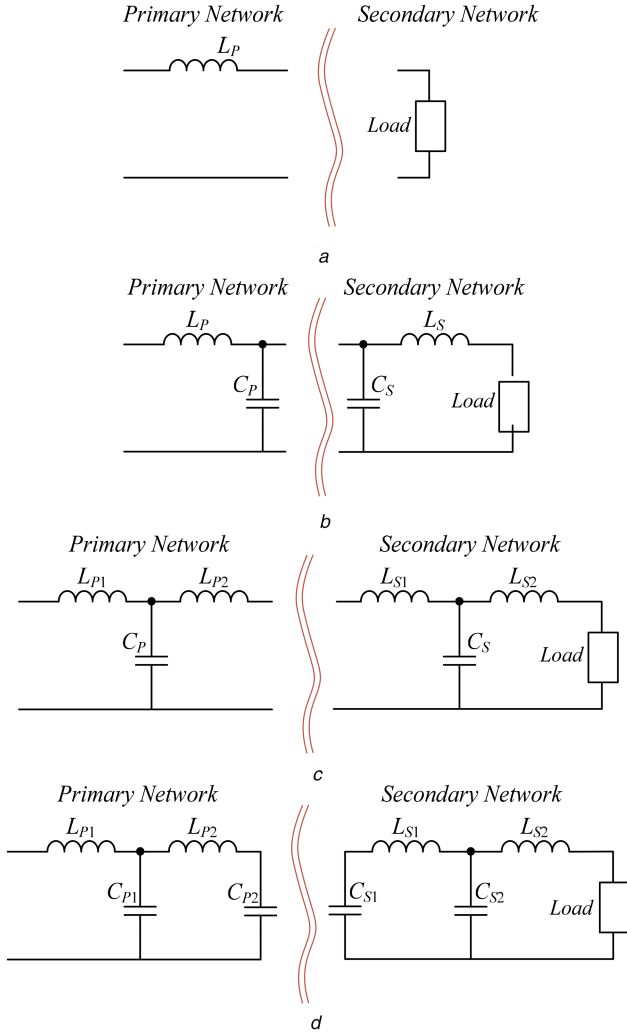 Primary Network Secondary Network
L_P
Load
a
Primary Network Secondary Network
L_P L_S
C_P C_S Load
b
Primary Network Secondary Network
L_P1 L_P2 L_S1 L_S2
C_P C_S Load
c
Primary Network Secondary Network
L_P1 L_P2 L_S1 L_S2
C_P1 C_P2 C_S1 C_S2 Load
d